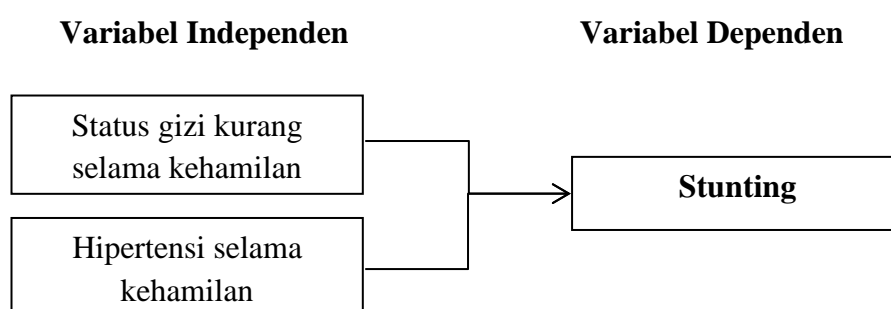 Variabel Independen
Variabel Dependen
Status gizi kurang
selama kehamilan
Stunting
Hipertensi selama
kehamilan